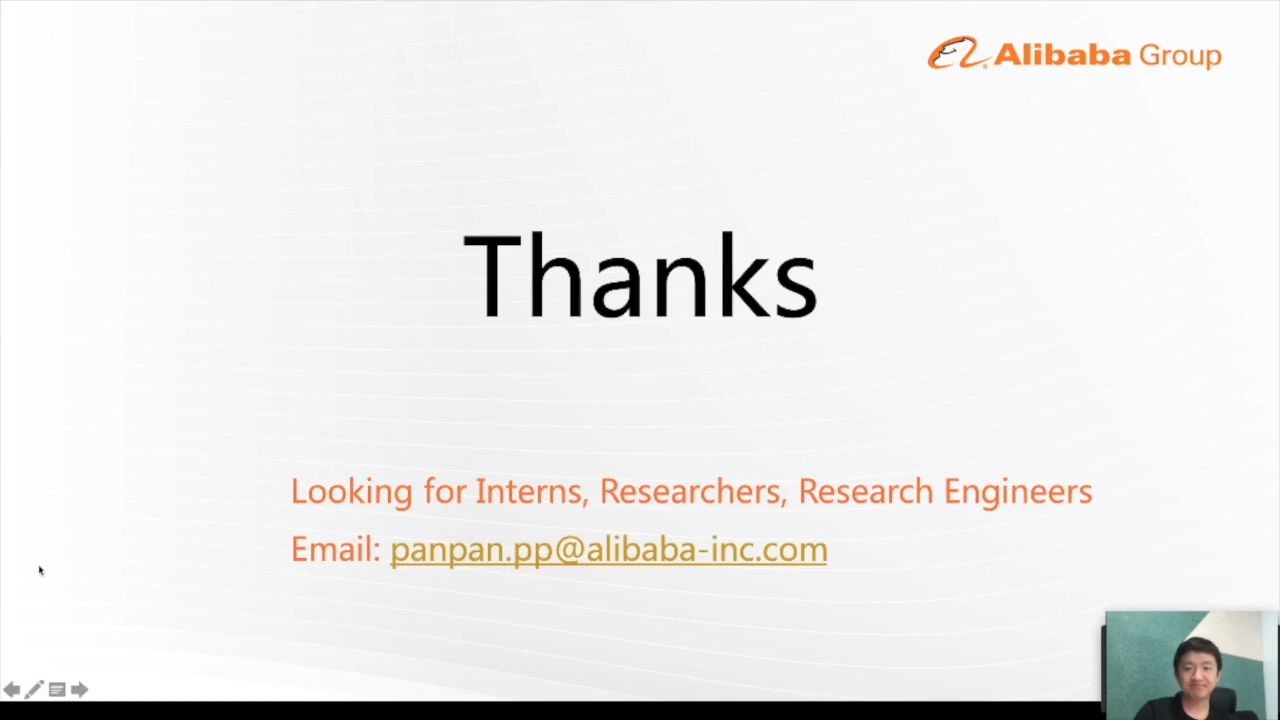 Alibaba Group
Thanks
Looking for Interns, Researchers, Research Engineers
Email: panpan.pp@alibaba-inc.com